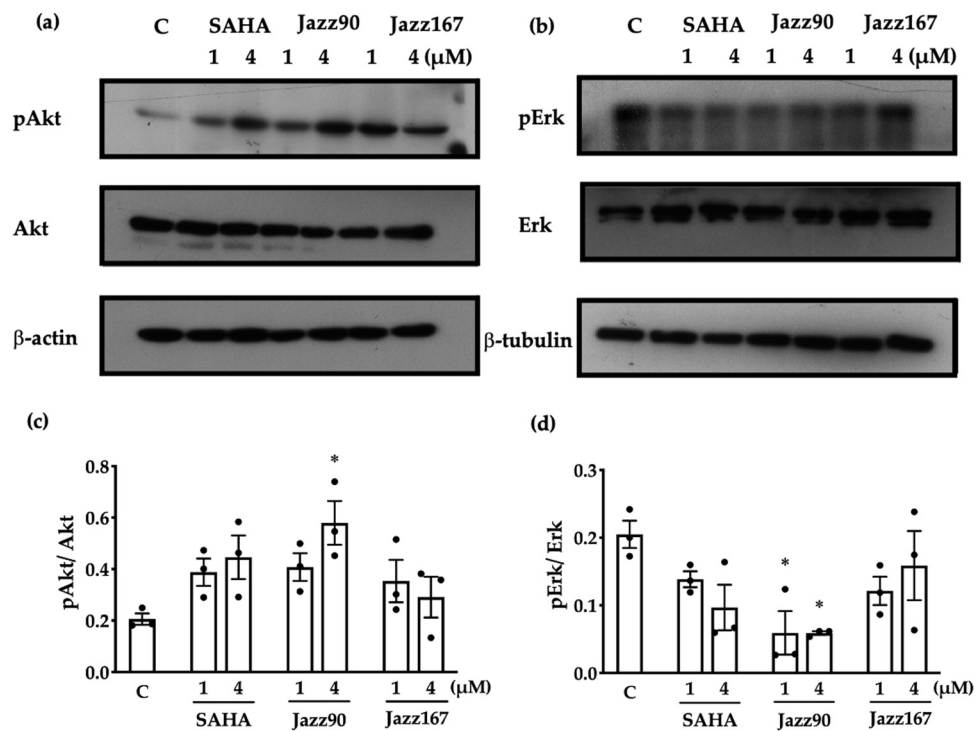 (a)
C SAHA Jazz90 Jazz167
1 4 1 4 1 4 (μM)
pAkt
Akt
β-actin
(b)
C SAHA Jazz90 Jazz167
1 4 1 4 1 4 (μM)
pErk
Erk
β-tubulin
(c)
pAkt/ Akt
0.8
*
0.6
0.4
0.2
0.0
C 1 4 1 4 1 4 (μM)
SAHA Jazz90 Jazz167
(d)
pErk/ Erk
0.3
0.2
* *
0.1
0.0
C 1 4 1 4 1 4 (μM)
SAHA Jazz90 Jazz167